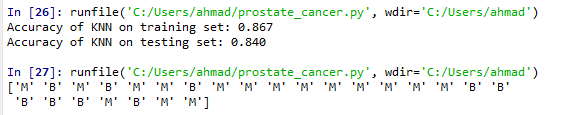 In [26]: runfile('C:/Users/ahmad/prostate_cancer.py', wdir='C:/Users/ahmad')
Accuracy of KNN on training set: 0.867
Accuracy of KNN on testing set: 0.840
In [27]: runfile('C:/Users/ahmad/prostate_cancer.py', wdir='C:/Users/ahmad')
['M' 'B' 'M' 'B' 'M' 'M' 'B' 'M' 'M' 'M' 'M' 'M' 'M' 'M' 'M' 'M' 'B' 'B'
'B' 'B' 'B' 'M' 'B' 'M' 'M']